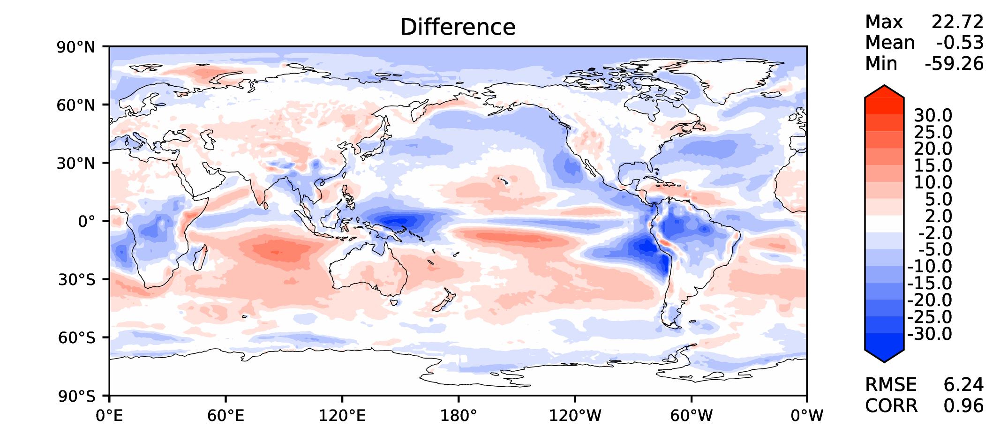 Difference
Max 22.72
Mean -0.53
Min -59.26
90°N
60°N
30°N
0°
30°S
60°S
90°S
0°E 60°E 120°E 180° 120°W 60°W 0°W
30.0
25.0
20.0
15.0
10.0
5.0
2.0
-2.0
-5.0
-10.0
-15.0
-20.0
-25.0
-30.0
RMSE 6.24
CORR 0.96